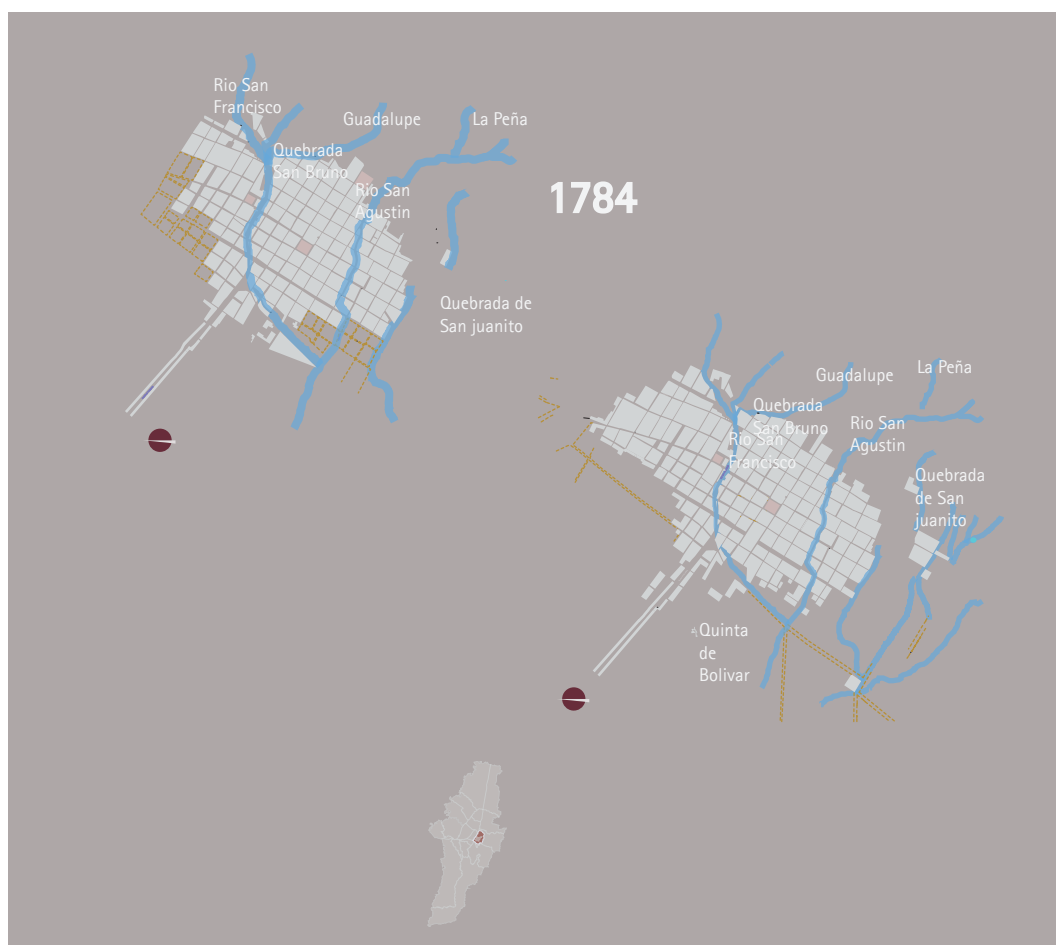 Rio San
Francisco
Guadalupe
La Peña
Quebrada
San Bruno
Rio San
Agustin
1784
Quebrada de
San juanito
Guadalupe
La Peña
Quebrada
San Bruno
Rio San
Agustin
Rio San
Francisco
Quebrada
de San
juanito
Quinta
de
Bolivar